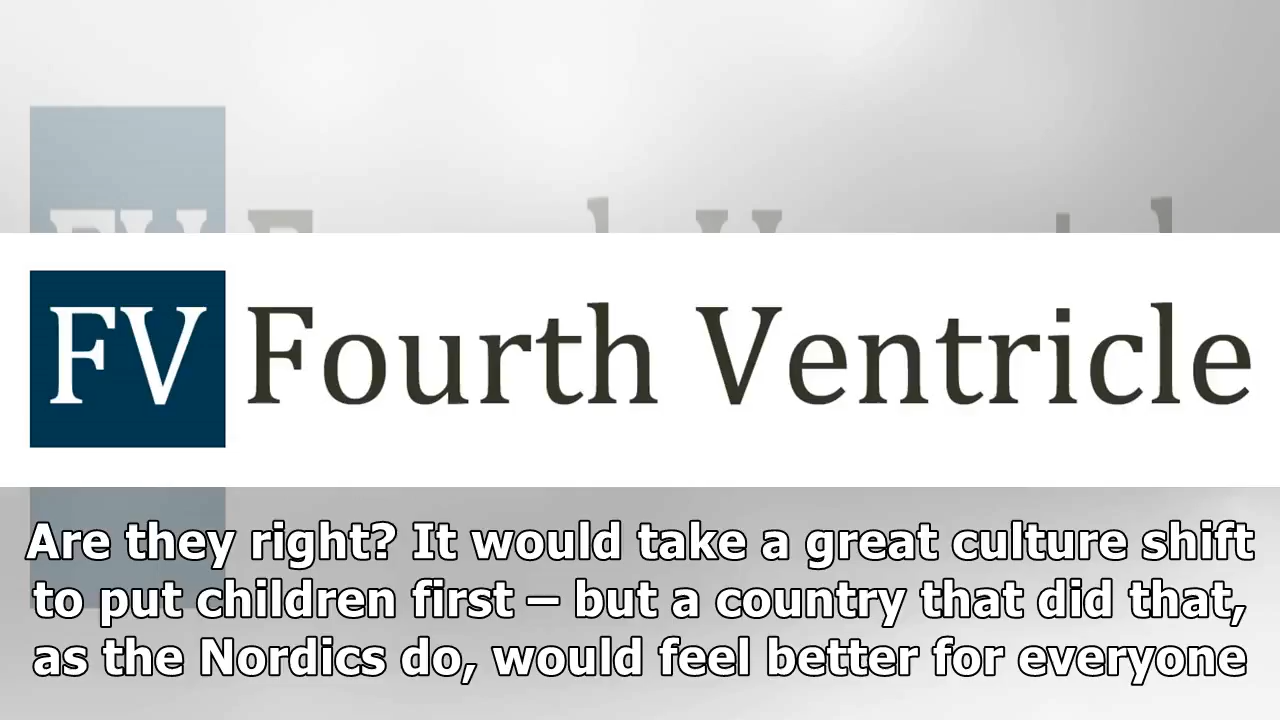 FV Fourth Ventricle
Are they right? It would take a great culture shift
to put children first – but a country that did that,
as the Nordics do, would feel better for everyone